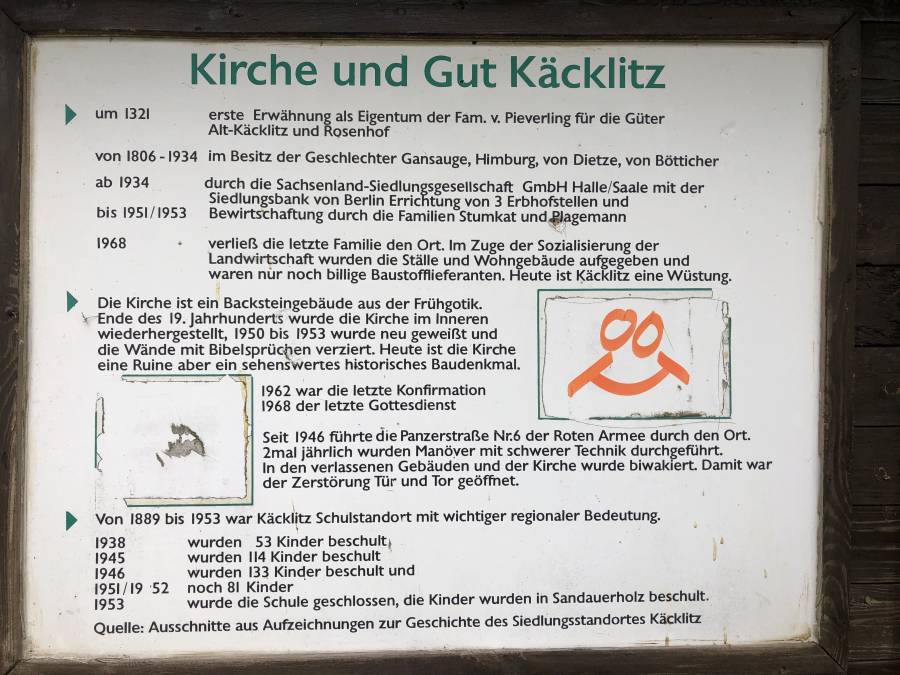 Kirche und Gut Käcklitz
um 1321 erste Erwähnung als Eigentum der Fam. v. Pieverling für die Güter
Alt-Käcklitz und Rosenhof
von 1806 - 1934 im Besitz der Geschlechter Gansauge, Himburg, von Dietze, von Bötticher
ab 1934 durch die Sachsenland-Siedlungsgesellschaft GmbH Halle/Saale mit der
Siedlungsbank von Berlin Errichtung von 3 Erbhofstellen und
bis 1951/1953 Bewirtschaftung durch die Familien Stumkat und Plagemann
1968 verließ die letzte Familie den Ort. Im Zuge der Sozialisierung der
Landwirtschaft wurden die Ställe und Wohngebäude aufgegeben und
waren nur noch billige Baustofflieferanten. Heute ist Käcklitz eine Wüstung.
Die Kirche ist ein Backsteingebäude aus der Frühgotik.
Ende des 19. Jahrhunderts wurde die Kirche im Inneren
wiederhergestellt, 1950 bis 1953 wurde neu geweißt und
die Wände mit Bibelsprüchen verziert. Heute ist die Kirche
eine Ruine aber ein sehenswertes historisches Baudenkmal.
1962 war die letzte Konfirmation
1968 der letzte Gottesdienst
Seit 1946 führte die Panzerstraße Nr.6 der Roten Armee durch den Ort.
2mal jährlich wurden Manöver mit schwerer Technik durchgeführt.
In den verlassenen Gebäuden und der Kirche wurde biwakiert. Damit war
der Zerstörung Tür und Tor geöffnet.
Von 1889 bis 1953 war Käcklitz Schulstandort mit wichtiger regionaler Bedeutung.
1938 wurden 53 Kinder beschult
1945 wurden 114 Kinder beschult
1946 wurden 133 Kinder beschult und
1951/19 52 noch 81 Kinder
1953 wurde die Schule geschlossen, die Kinder wurden in Sandauerholz beschult.
Quelle: Ausschnitte aus Aufzeichnungen zur Geschichte des Siedlungsstandortes Käcklitz